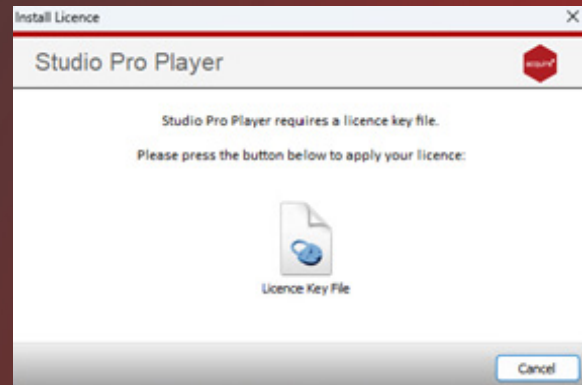 Install Licence
Studio Pro Player
acQuire
Studio Pro Player requires a licence key file.
Please press the button below to apply your licence:
Licence Key File
Cancel